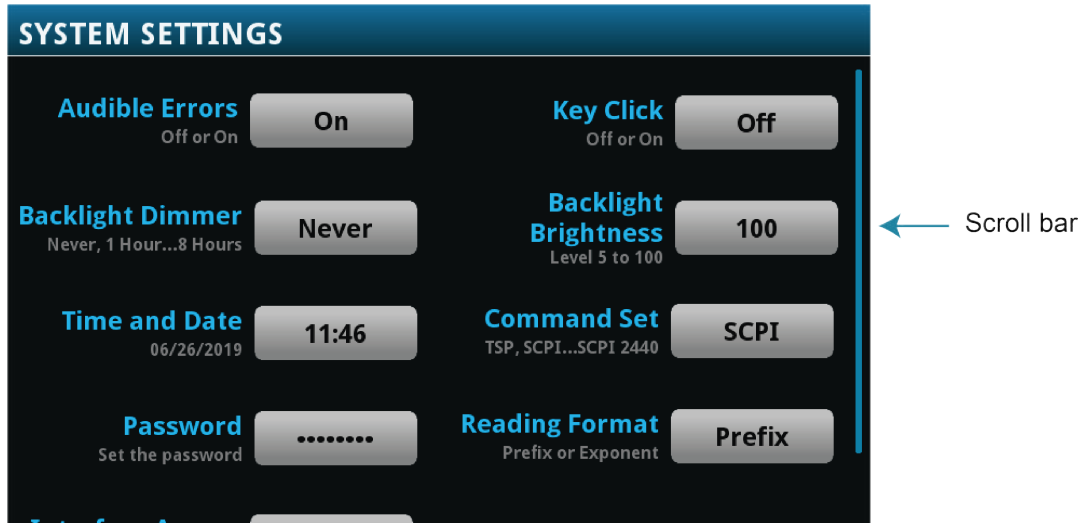 SYSTEM SETTINGS
Audible Errors
Off or On
On
Key Click
Off or On
Off
Backlight Dimmer
Never, 1 Hour...8 Hours
Never
Backlight
Brightness
Level 5 to 100
100
Scroll bar
Time and Date
06/26/2019
11:46
Command Set
TSP, SCPI...SCPI 2440
SCPI
Password
Set the password
••••••••
Reading Format
Prefix or Exponent
Prefix